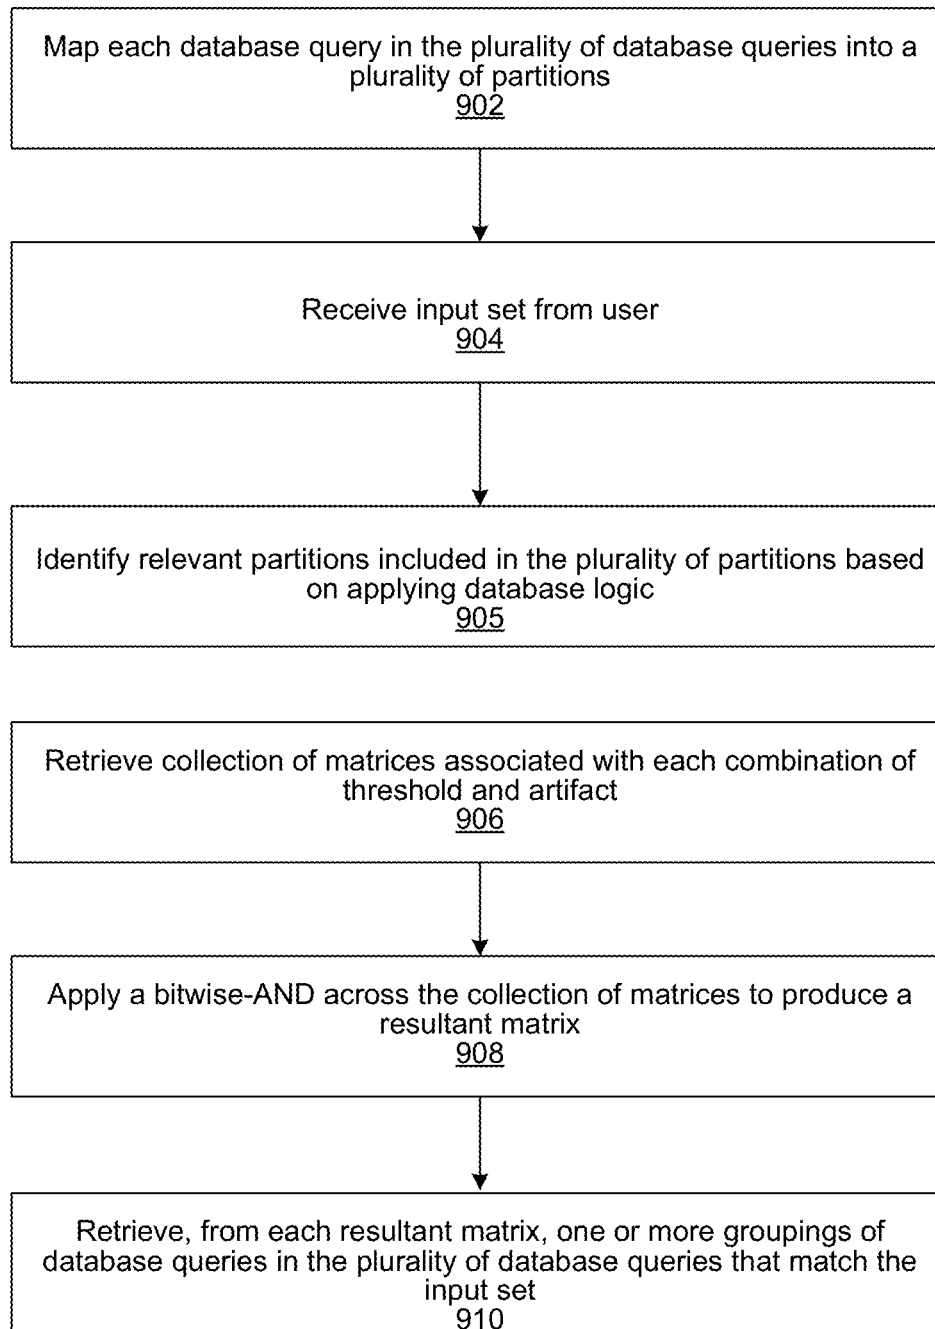 Map each database query in the plurality of database queries into a
plurality of partitions
902
Receive input set from user
904
Identify relevant partitions included in the plurality of partitions based
on applying database logic
905
Retrieve collection of matrices associated with each combination of
threshold and artifact
906
Apply a bitwise-AND across the collection of matrices to produce a
resultant matrix
908
Retrieve, from each resultant matrix, one or more groupings of
database queries in the plurality of database queries that match the
input set
910